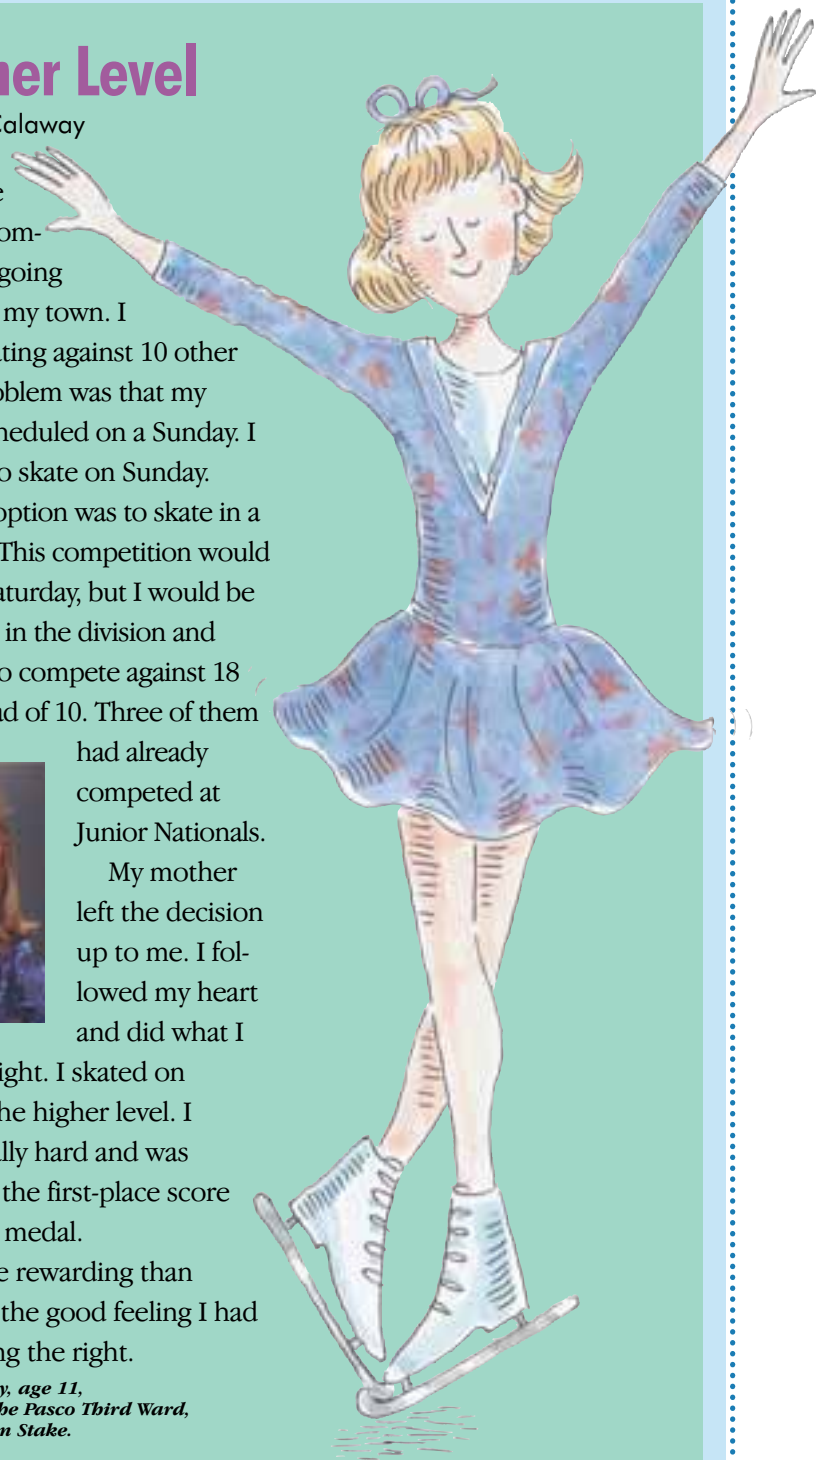 her Level
Calaway
e
om-
going
my town. I
ting against 10 other
blem was that my
heduled on a Sunday. I
o skate on Sunday.
option was to skate in a
This competition would
aturday, but I would be
in the division and
o compete against 18
ad of 10. Three of them
had already
competed at
Junior Nationals.
My mother
left the decision
up to me. I fol-
lowed my heart
and did what I
ight. I skated on
he higher level. I
lly hard and was
the first-place score
medal.
e rewarding than
the good feeling I had
ng the right.
y, age 11,
he Pasco Third Ward,
n Stake.